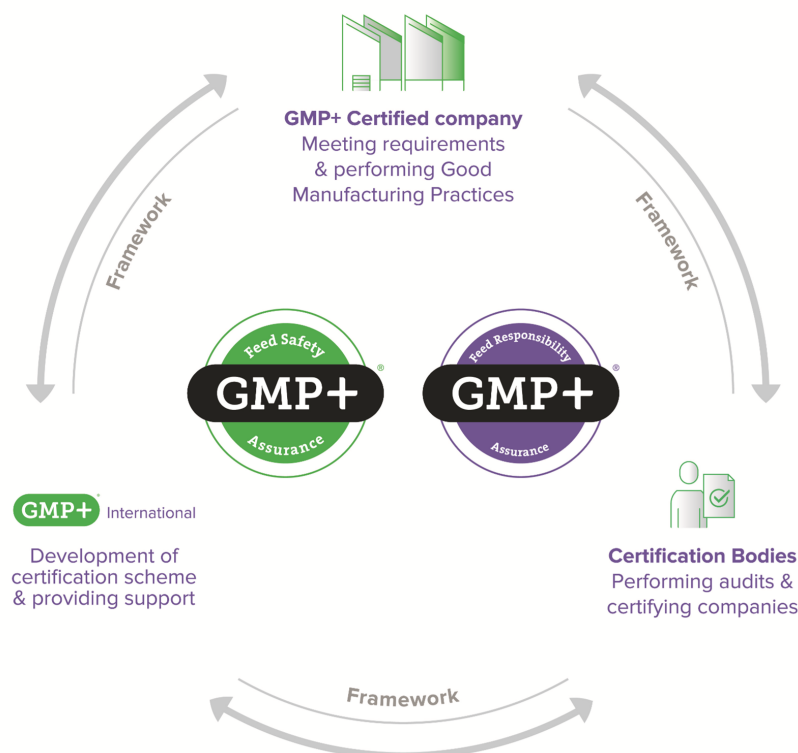 GMP+ Certified company
Meeting requirements
& performing Good
Manufacturing Practices
Framework
Framework
Feed Safety
GMP+®
Assurance
Feed Responsibility
GMP+®
Assurance
GMP+® International
Development of
certification scheme
& providing support
Certification Bodies
Performing audits &
certifying companies
Framework